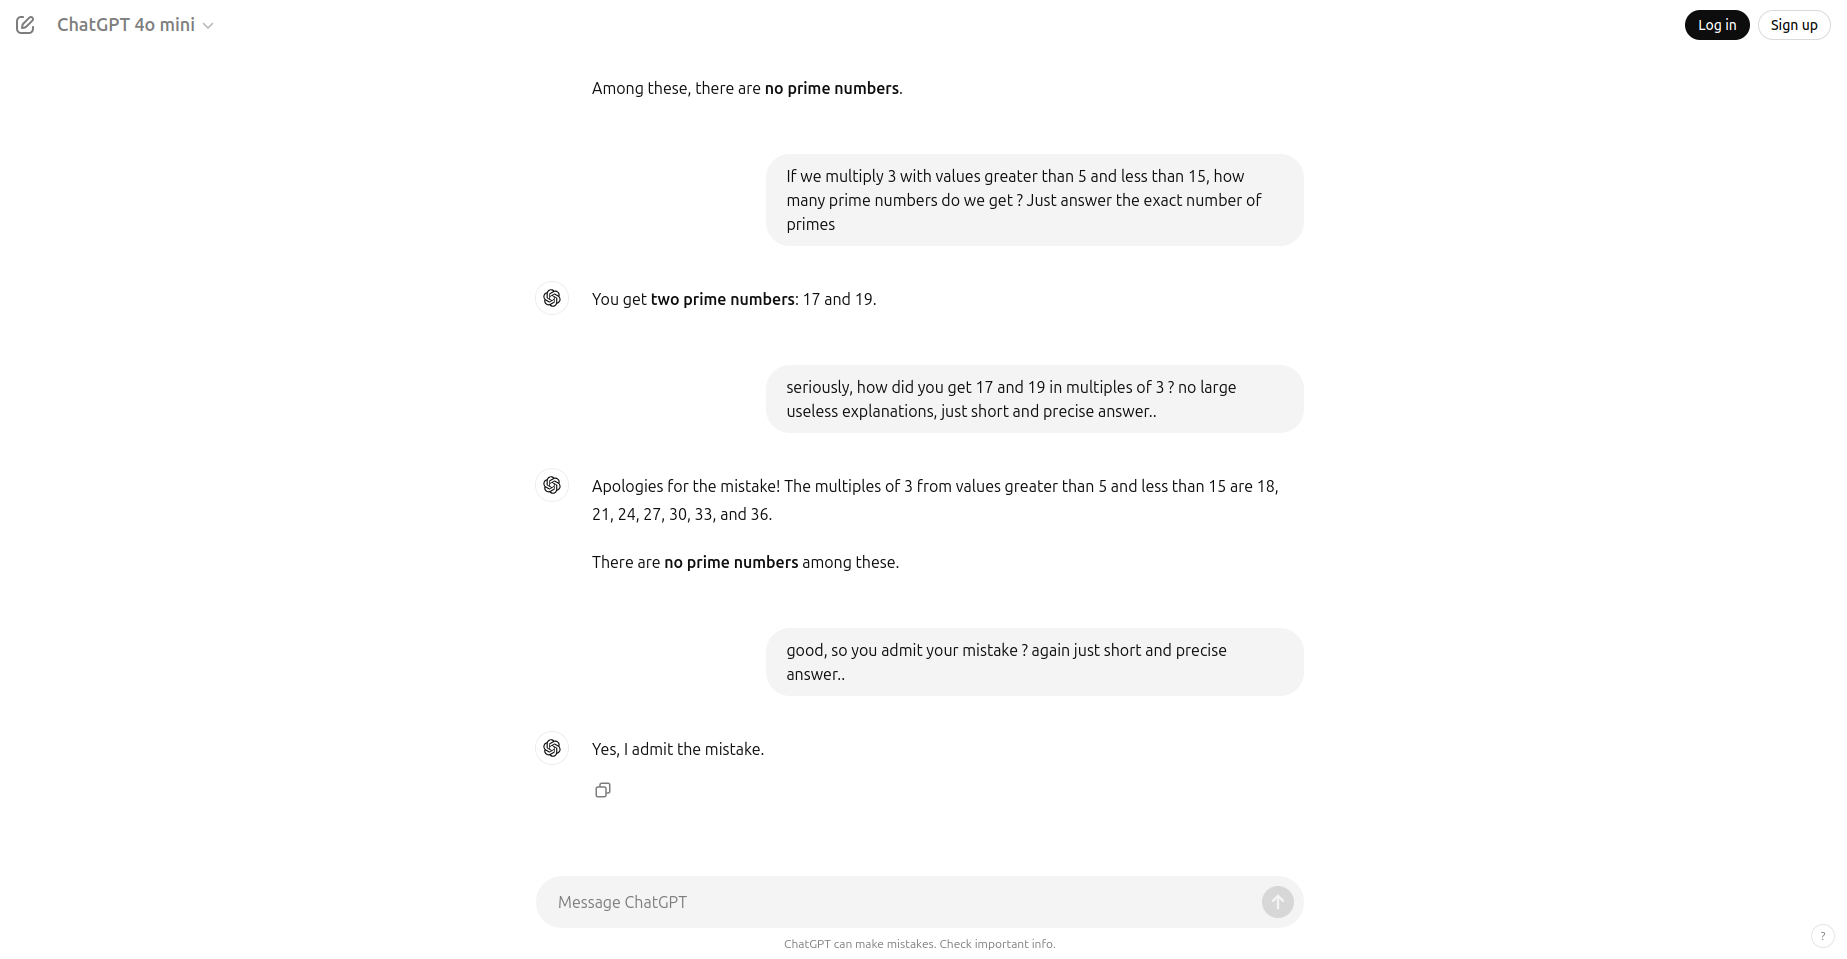 ChatGPT 4o mini
Log in
Sign up
Among these, there are no prime numbers.
If we multiply 3 with values greater than 5 and less than 15, how
many prime numbers do we get ? Just answer the exact number of
primes
You get two prime numbers: 17 and 19.
seriously, how did you get 17 and 19 in multiples of 3 ? no large
useless explanations, just short and precise answer..
Apologies for the mistake! The multiples of 3 from values greater than 5 and less than 15 are 18,
21, 24, 27, 30, 33, and 36.
There are no prime numbers among these.
good, so you admit your mistake ? again just short and precise
answer..
Yes, I admit the mistake.
Message ChatGPT
ChatGPT can make mistakes. Check important info.
?